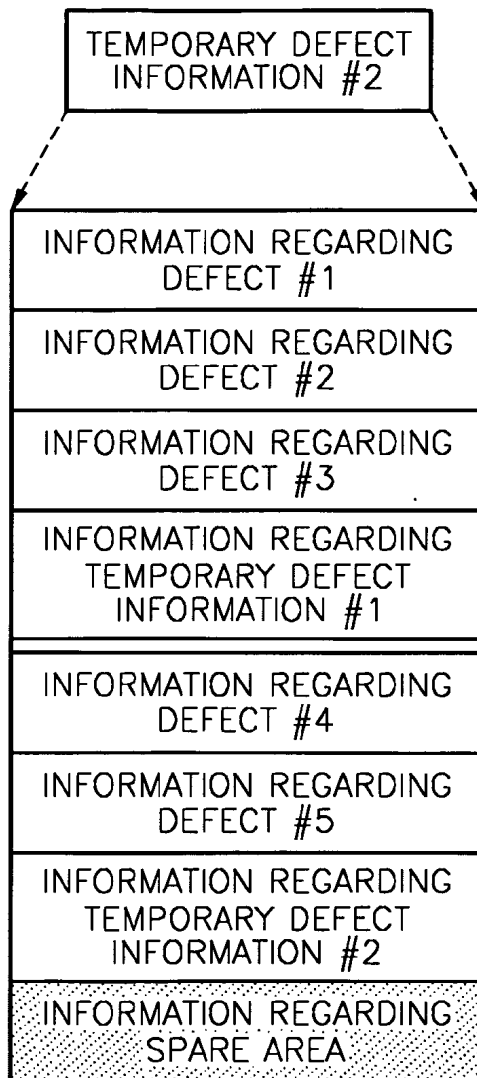 TEMPORARY DEFECT
INFORMATION #2
INFORMATION REGARDING
DEFECT #1
INFORMATION REGARDING
DEFECT #2
INFORMATION REGARDING
DEFECT #3
INFORMATION REGARDING
TEMPORARY DEFECT
INFORMATION #1
INFORMATION REGARDING
DEFECT #4
INFORMATION REGARDING
DEFECT #5
INFORMATION REGARDING
TEMPORARY DEFECT
INFORMATION #2
INFORMATION REGARDING
SPARE AREA